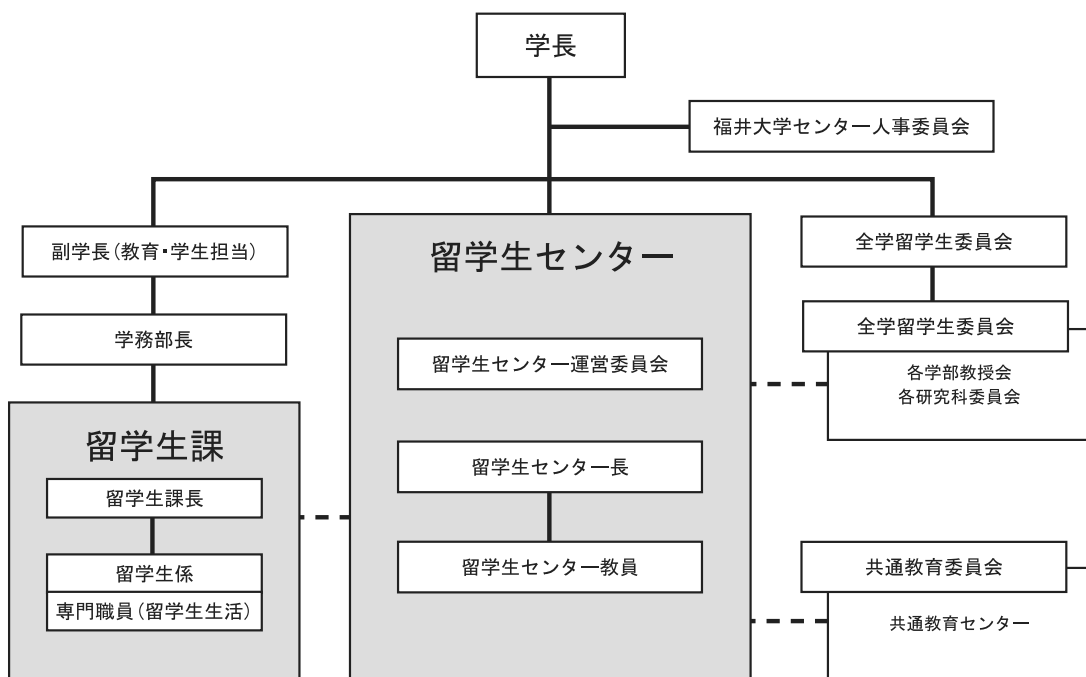 学長
福井大学センター人事委員会
副学長(教育・学生担当)
学務部長
留学生課
留学生課長
留学生係
専門職員(留学生生活)
留学生センター
留学生センター運営委員会
留学生センター長
留学生センター教員
全学留学生委員会
全学留学生委員会
各学部教授会
各研究科委員会
共通教育委員会
共通教育センター